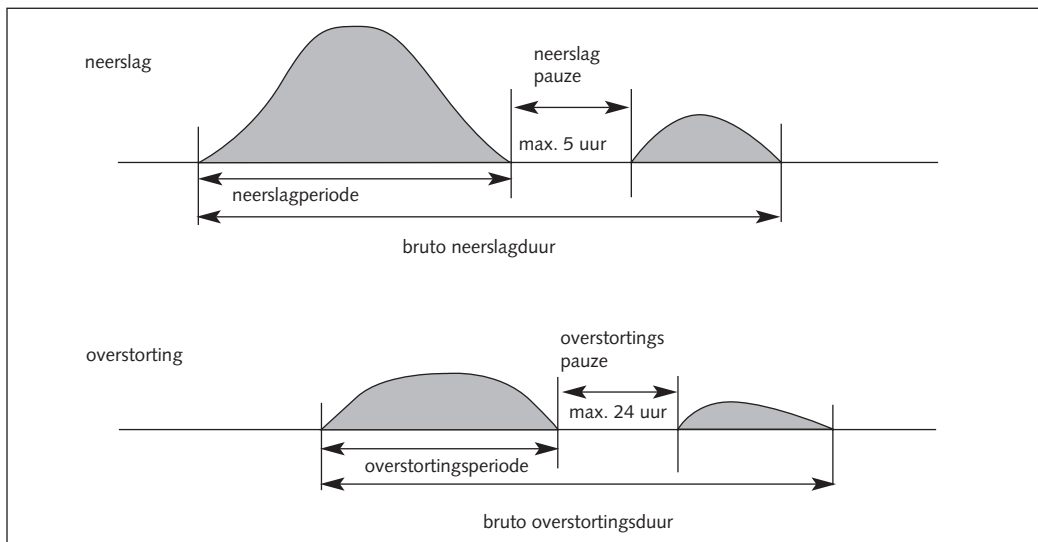 neerslag
neerslag
pauze
max. 5 uur
neerslagperiode
bruto neerslagduur
overstorting
overstortings
pauze
max. 24 uur
overstortingsperiode
bruto overstortingsduur